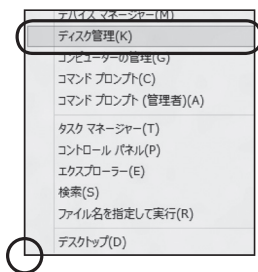 デバイス マネージャー(M)
ディスク管理(K)
コンピューターの管理(G)
コマンド プロンプト(C)
コマンド プロンプト (管理者)(A)
タスク マネージャー(T)
コントロール パネル(P)
エクスプローラー(E)
検索(S)
ファイル名を指定して実行(R)
デスクトップ(D)